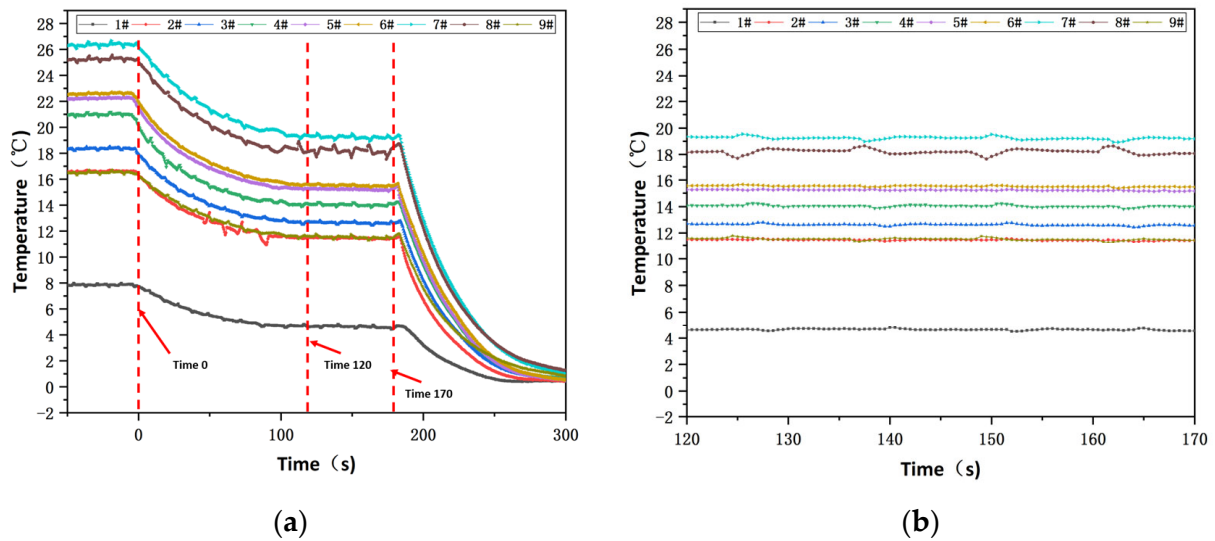 1# 2# 3# 4# 5# 6# 7# 8# 9#
28
26
24
22
20
18
16
14
12
10
8
6
4
2
0
−2
Temperature（℃）
Time 0
Time 120
Time 170
0 100 200 300
Time（s）
(a)
1# 2# 3# 4# 5# 6# 7# 8# 9#
28
26
24
22
20
18
16
14
12
10
8
6
4
2
0
−2
Temperature（℃）
120 130 140 150 160 170
Time（s）
(b)